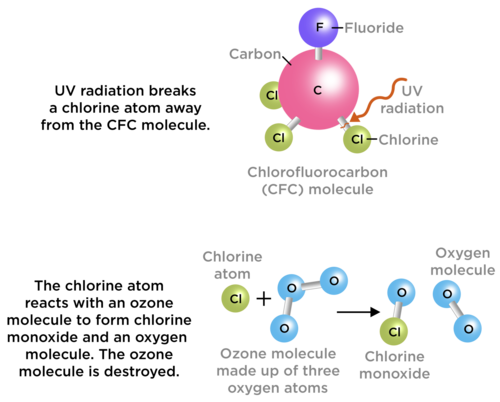 F
Fluoride
Carbon
UV radiation breaks
a chlorine atom away
from the CFC molecule.
Cl
C
UV
radiation
Cl
Cl
Chlorine
Chlorofluorocarbon
(CFC) molecule
The chlorine atom
reacts with an ozone
molecule to form chlorine
monoxide and an oxygen
molecule. The ozone
molecule is destroyed.
Chlorine
atom
Cl
+
O
O
O
Ozone molecule
made up of three
oxygen atoms
O
Cl
Chlorine
monoxide
Oxygen
molecule
O
O